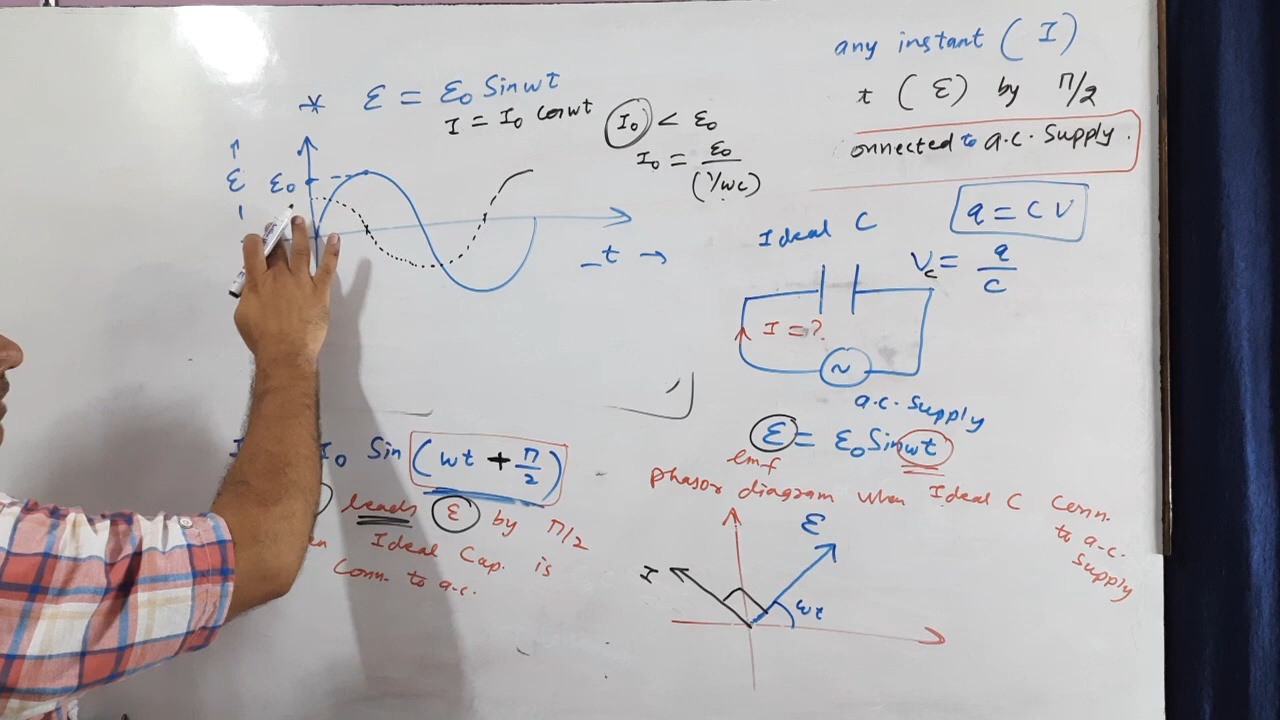 any instant (I)
t (ε) by π/2
onnected to a.c. Supply.
* ε = ε₀ Sinωt
I = I₀ cosωt
I₀ < ε₀
I₀ = ε₀/(1/ωc)
ε
ε₀
t →
Ideal C
q = CV
V_c = q/C
I = ?
~
a.c. Supply
ε = ε₀ Sinωt
emf
I I₀ Sin (ωt + π/2)
leads ε by π/2
en Ideal Cap. is
Conn. to a.c.
Phasor diagram when Ideal C Conn.
to a.c.
Supply
ε
I
ωt